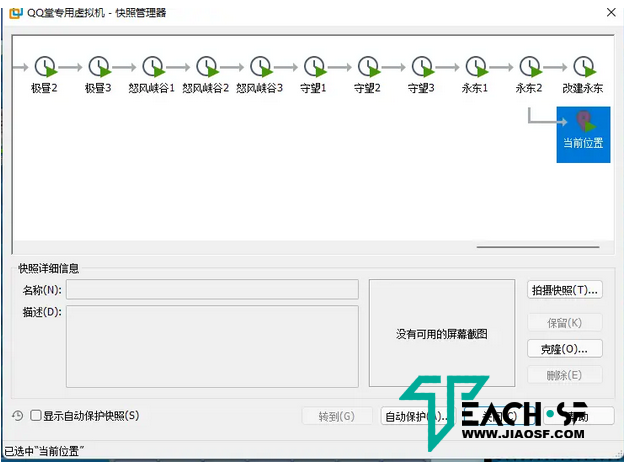 QQ堂专用虚拟机 - 快照管理器
极昼2 极昼3 怒风峡谷1 怒风峡谷2 怒风峡谷3 守望1 守望2 守望3 永东1 永东2 改建永东
当前位置
快照详细信息
名称(N):
描述(D):
没有可用的屏幕截图
拍摄快照(T)...
保留(K)
克隆(O)...
删除(E)
显示自动保护快照(S)
转到(G)
自动保护(A)...
关闭(C)
帮助
TEACH·SF
WWW.JIAOSF.COM
已选中"当前位置"